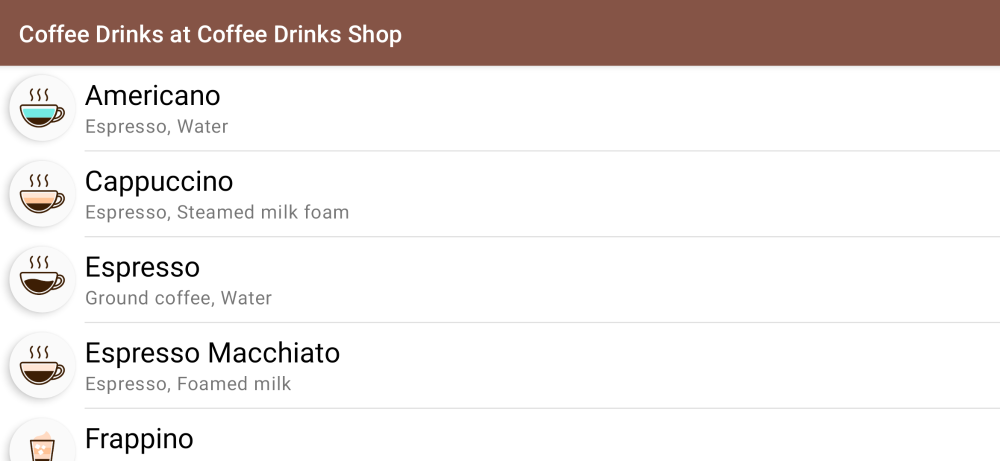 Coffee Drinks at Coffee Drinks Shop
Americano
Espresso, Water
Cappuccino
Espresso, Steamed milk foam
Espresso
Ground coffee, Water
Espresso Macchiato
Espresso, Foamed milk
Frappino